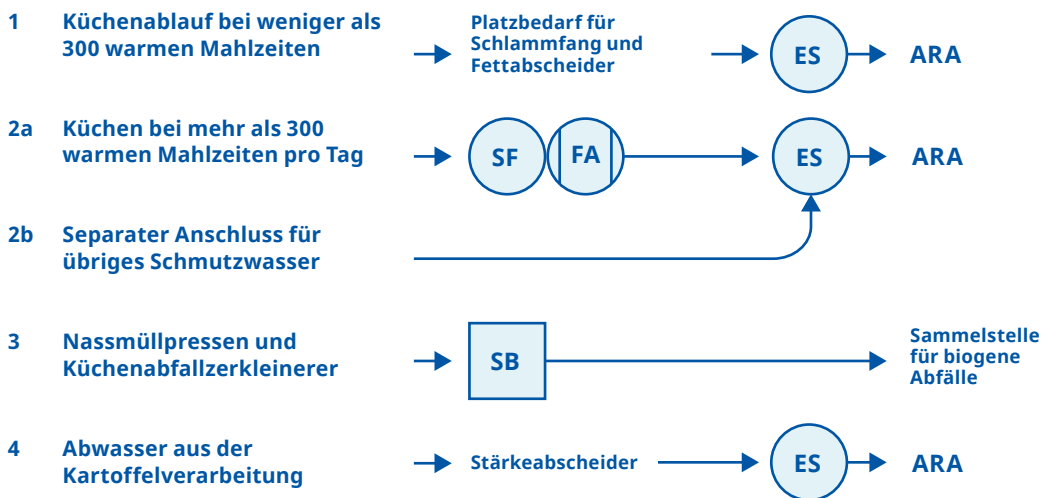 1 Küchenablauf bei weniger als
300 warmen Mahlzeiten
Platzbedarf für
Schlammfang und
Fettabscheider
ES
ARA
2a Küchen bei mehr als 300
warmen Mahlzeiten pro Tag
SF
FA
ES
ARA
2b Separater Anschluss für
übriges Schmutzwasser
3 Nassmüllpressen und
Küchenabfallzerkleinerer
SB
Sammelstelle
für biogene
Abfälle
4 Abwasser aus der
Kartoffelverarbeitung
Stärkeabscheider
ES
ARA